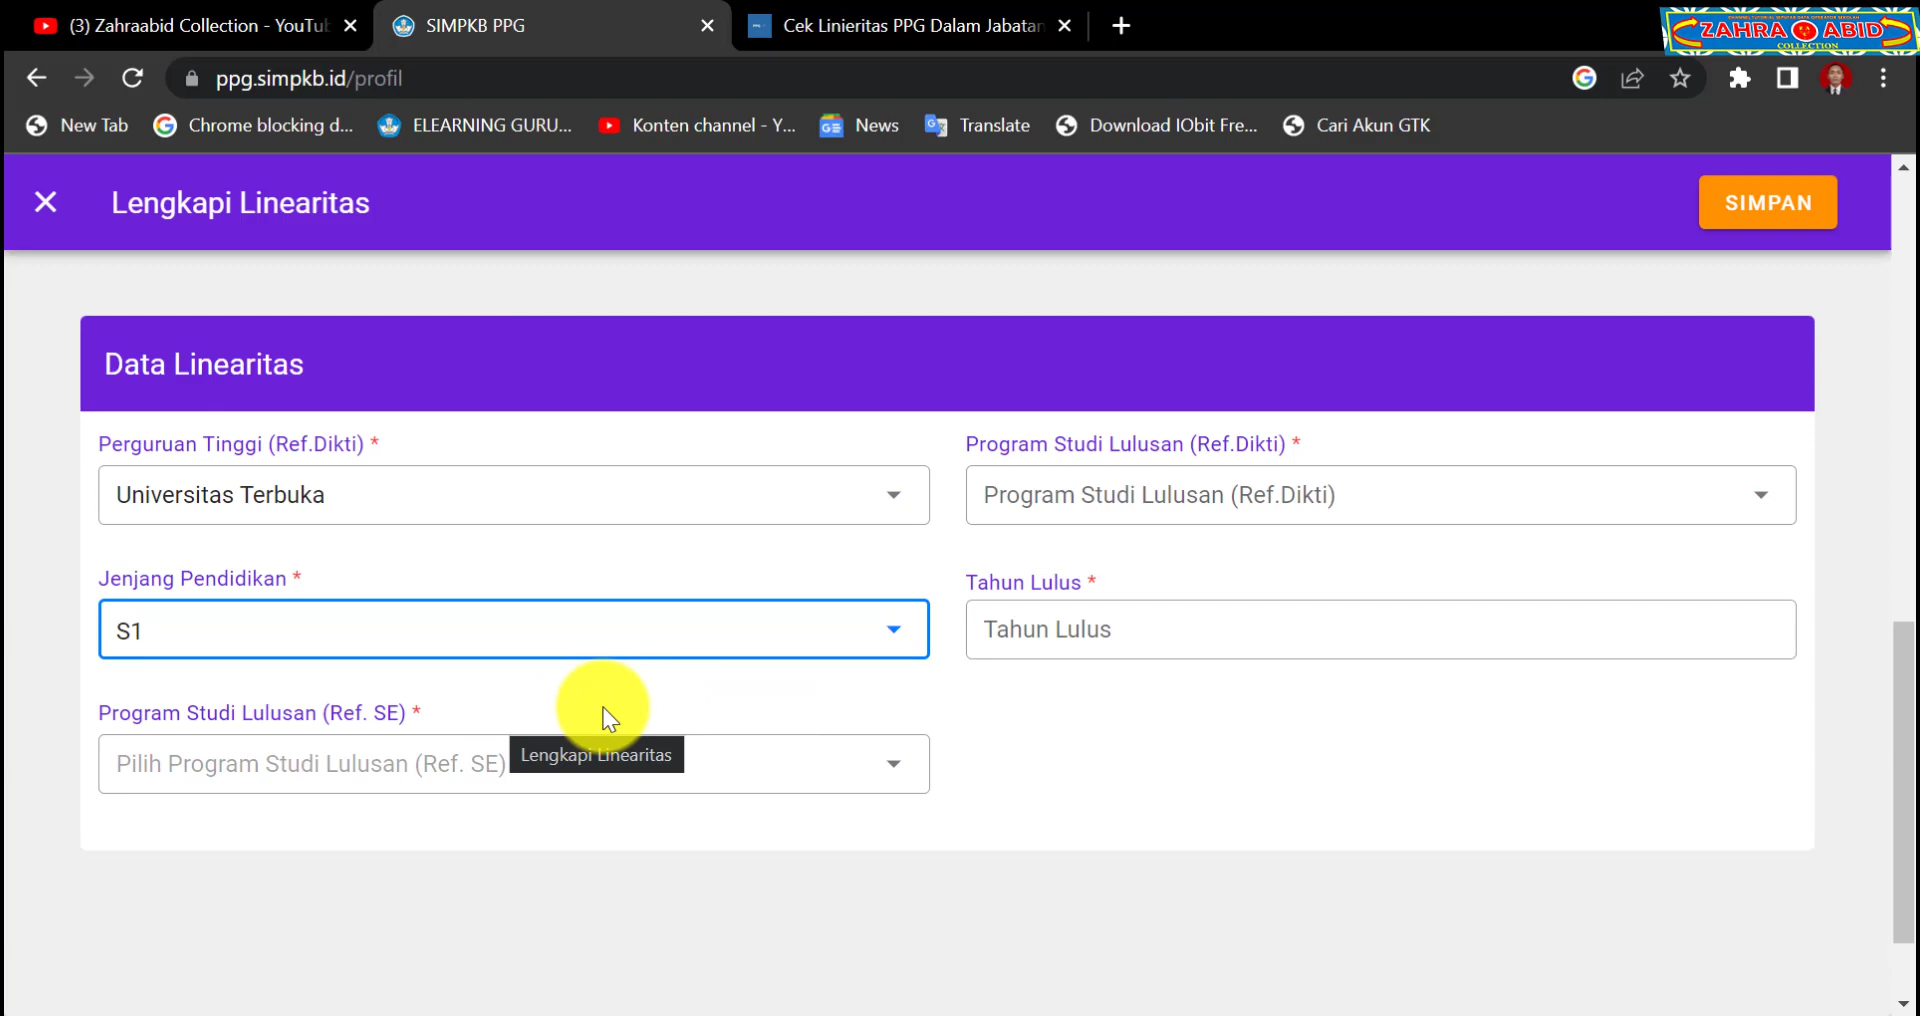 (3) Zahraabid Collection - YouTu
SIMPKB PPG
Cek Linieritas PPG Dalam Jabatan
ZAHRA ABID
COLLECTION
ppg.simpkb.id/profil
New Tab
Chrome blocking d...
ELEARNING GURU...
Konten channel - Y...
News
Translate
Download IObit Fre...
Cari Akun GTK
Lengkapi Linearitas
SIMPAN
Data Linearitas
Perguruan Tinggi (Ref.Dikti) *
Program Studi Lulusan (Ref.Dikti) *
Universitas Terbuka
Program Studi Lulusan (Ref.Dikti)
Jenjang Pendidikan *
Tahun Lulus *
S1
Tahun Lulus
Program Studi Lulusan (Ref. SE) *
Pilih Program Studi Lulusan (Ref. SE)
Lengkapi Linearitas